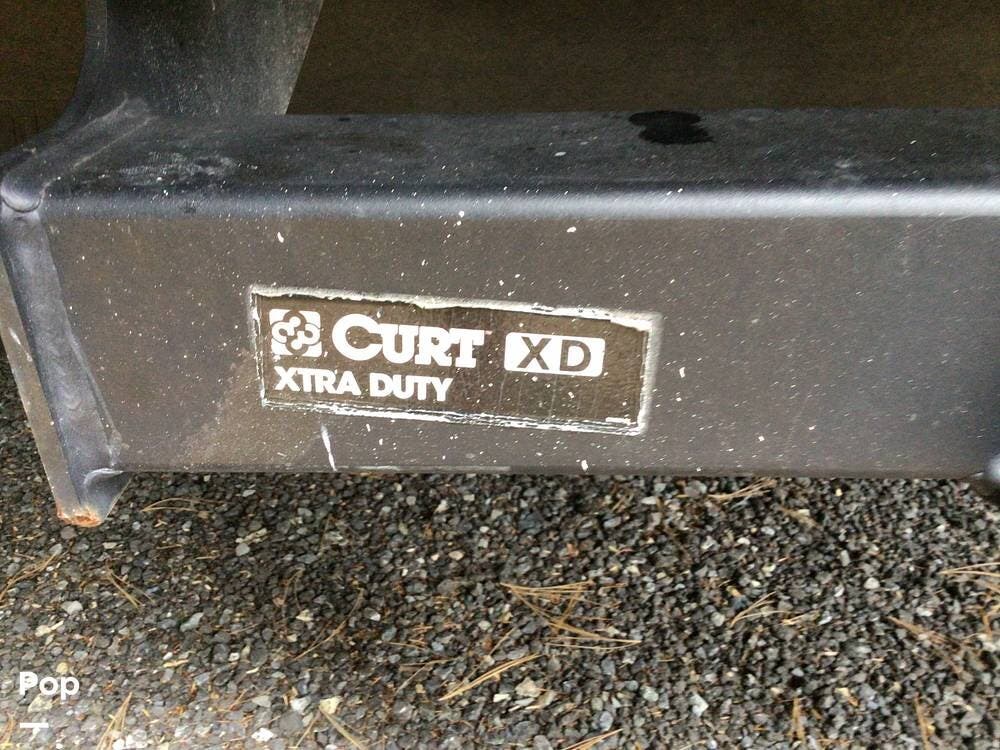 CURT XD
XTRA DUTY
Pop